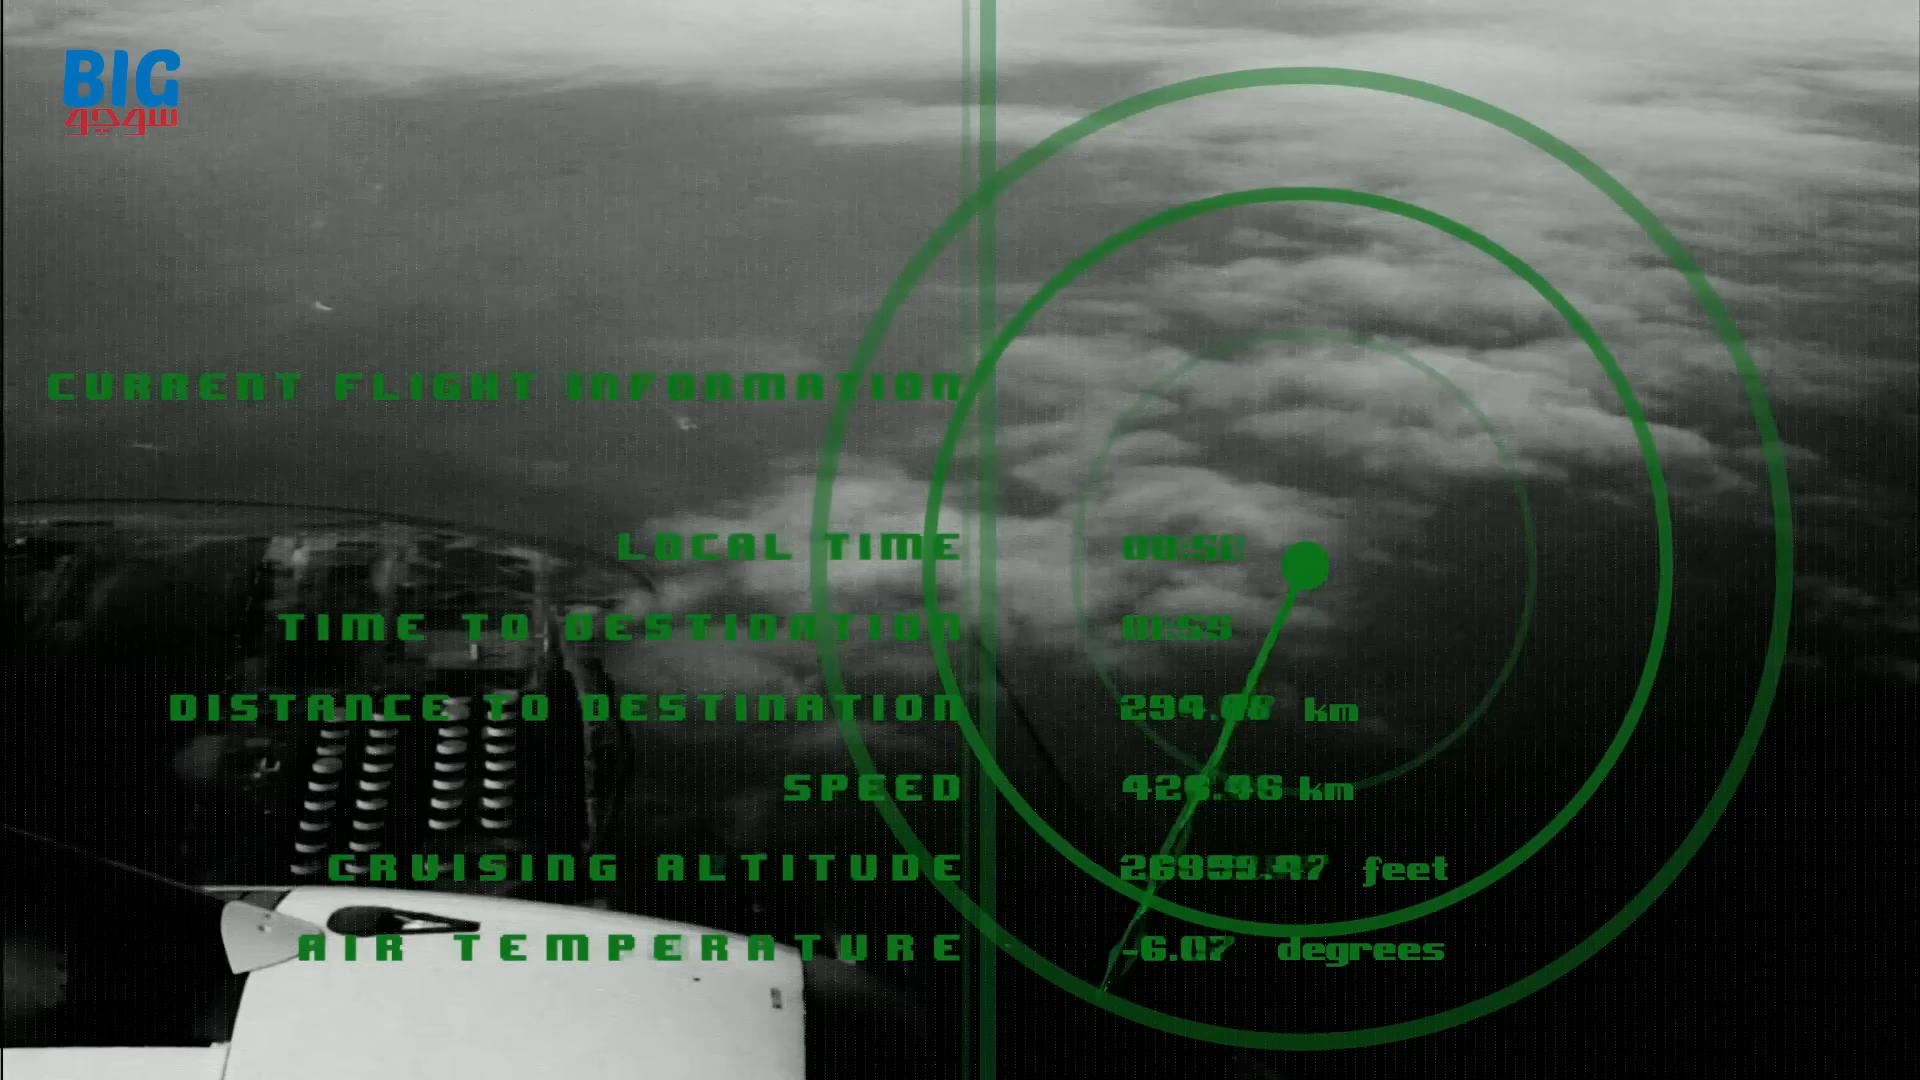 BIG
شوجو
CURRENT FLIGHT INFORMATION
LOCAL TIME
TIME TO DESTINATION 01:55
DISTANCE TO DESTINATION km
SPEED km
CRUISING ALTITUDE feet
AIR TEMPERATURE -6.07 degrees